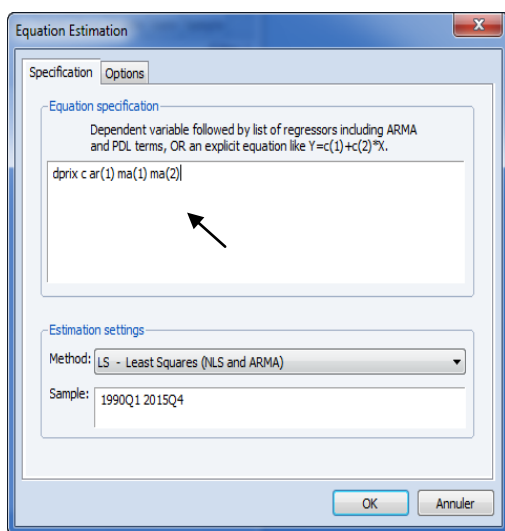 Equation Estimation
Specification Options
Equation specification
Dependent variable followed by list of regressors including ARMA
and PDL terms, OR an explicit equation like Y=c(1)+c(2)*X.
dprix c ar(1) ma(1) ma(2)
Estimation settings
Method: LS - Least Squares (NLS and ARMA)
Sample: 1990Q1 2015Q4
OK Annuler